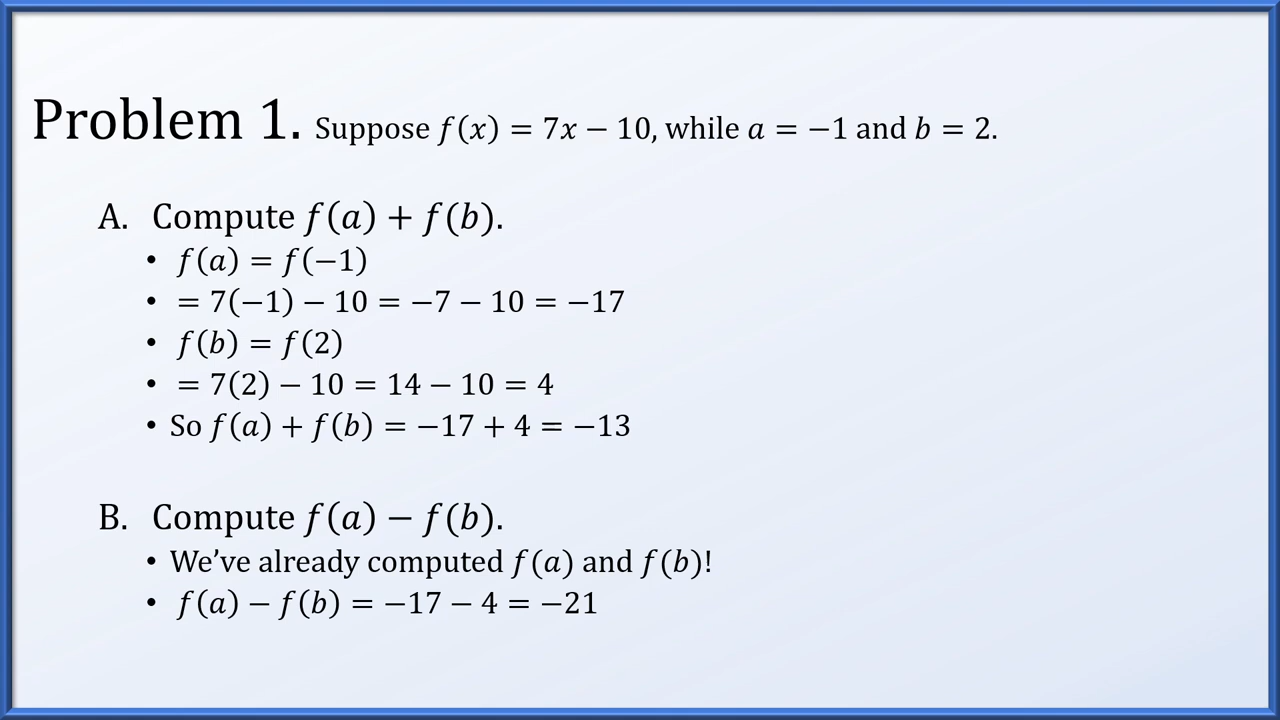 Problem 1. Suppose f(x) = 7x − 10, while a = −1 and b = 2.
A. Compute f(a) + f(b).
• f(a) = f(−1)
• = 7(−1) − 10 = −7 − 10 = −17
• f(b) = f(2)
• = 7(2) − 10 = 14 − 10 = 4
• So f(a) + f(b) = −17 + 4 = −13
B. Compute f(a) − f(b).
• We’ve already computed f(a) and f(b)!
• f(a) − f(b) = −17 − 4 = −21